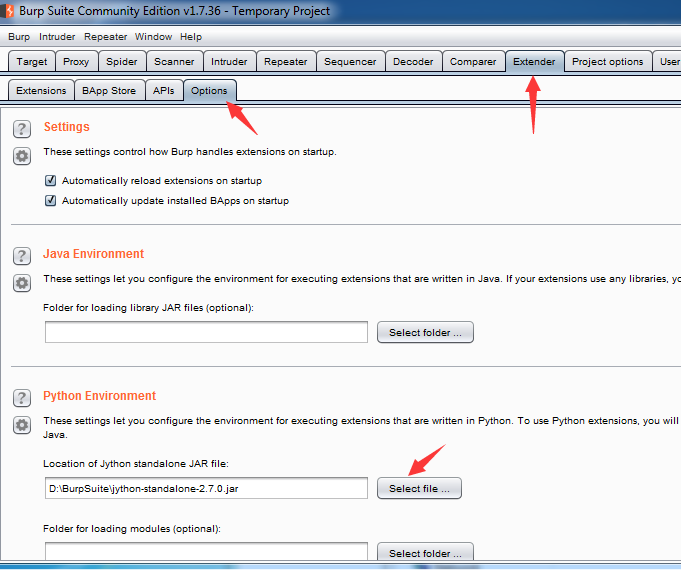 Burp Suite Community Edition v1.7.36 - Temporary Project
Burp Intruder Repeater Window Help
Target Proxy Spider Scanner Intruder Repeater Sequencer Decoder Comparer Extender Project options User
Extensions BApp Store APIs Options
? Settings
These settings control how Burp handles extensions on startup.
Automatically reload extensions on startup
Automatically update installed BApps on startup
? Java Environment
These settings let you configure the environment for executing extensions that are written in Java. If your extensions use any libraries, yo
Folder for loading library JAR files (optional):
Select folder ...
? Python Environment
These settings let you configure the environment for executing extensions that are written in Python. To use Python extensions, you will
Java.
Location of Jython standalone JAR file:
D:\BurpSuite\jython-standalone-2.7.0.jar Select file ...
Folder for loading modules (optional):
Select folder ...